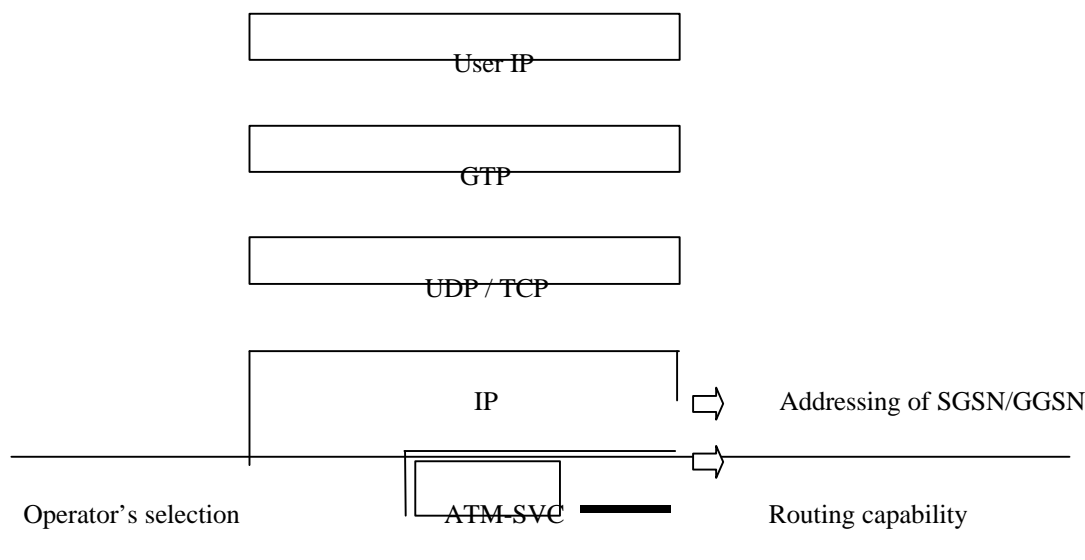 User IP
GTP
UDP / TCP
IP
Addressing of SGSN/GGSN
Operator’s selection
ATM-SVC
Routing capability